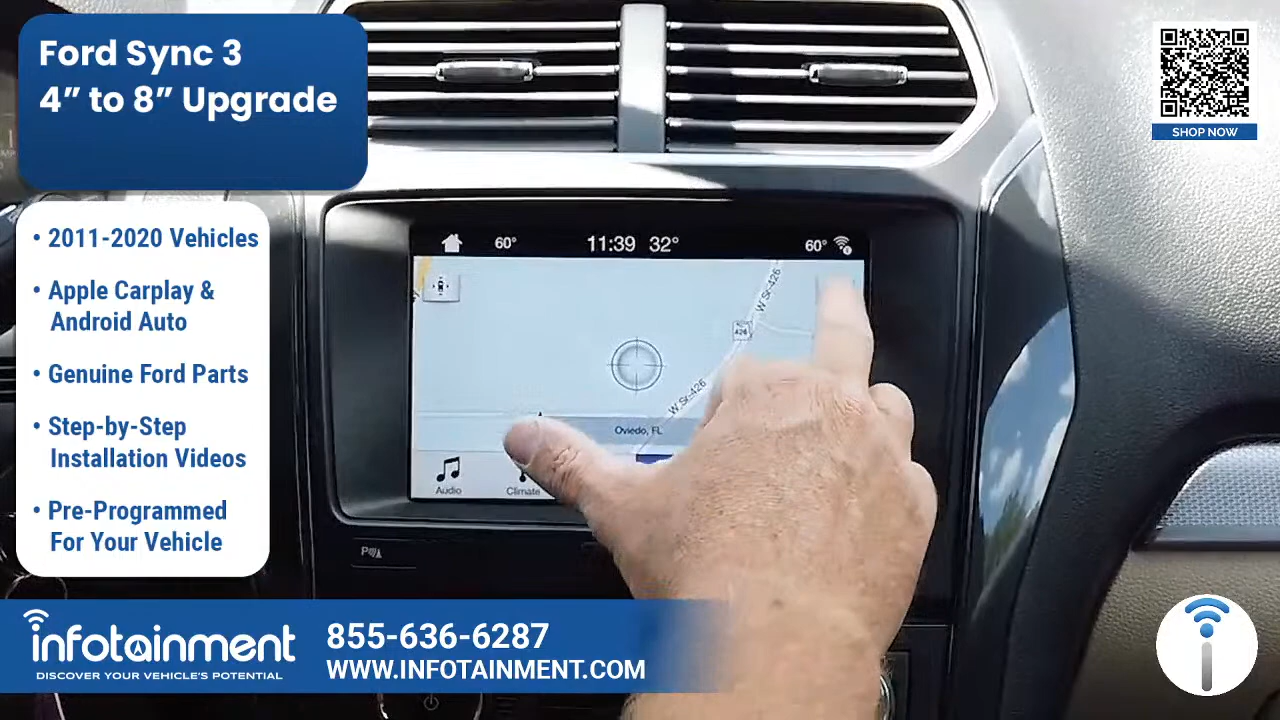 Ford Sync 3
4” to 8” Upgrade
SHOP NOW
• 2011-2020 Vehicles
• Apple Carplay &
Android Auto
• Genuine Ford Parts
• Step-by-Step
Installation Videos
• Pre-Programmed
For Your Vehicle
60° 11:39 32° 60°
W Sr-426
426
W Sr-426
Oviedo, FL
Audio
Climate
infotainment
DISCOVER YOUR VEHICLE'S POTENTIAL
855-636-6287
WWW.INFOTAINMENT.COM